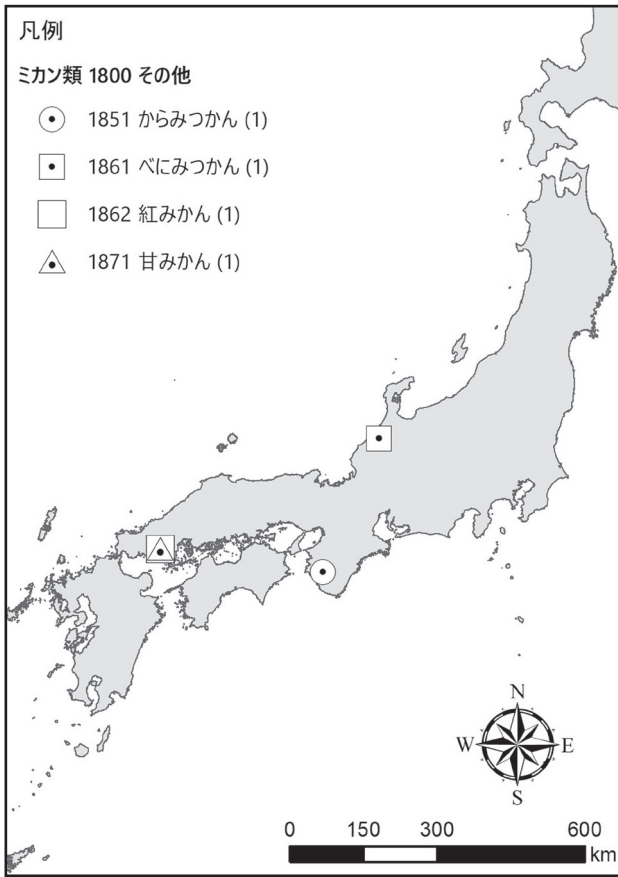 凡例
ミカン類 1800 その他
1851 からみつかん (1)
1861 べにみつかん (1)
1862 紅みかん (1)
1871 甘みかん (1)
N
W E
S
0 150 300 600
km